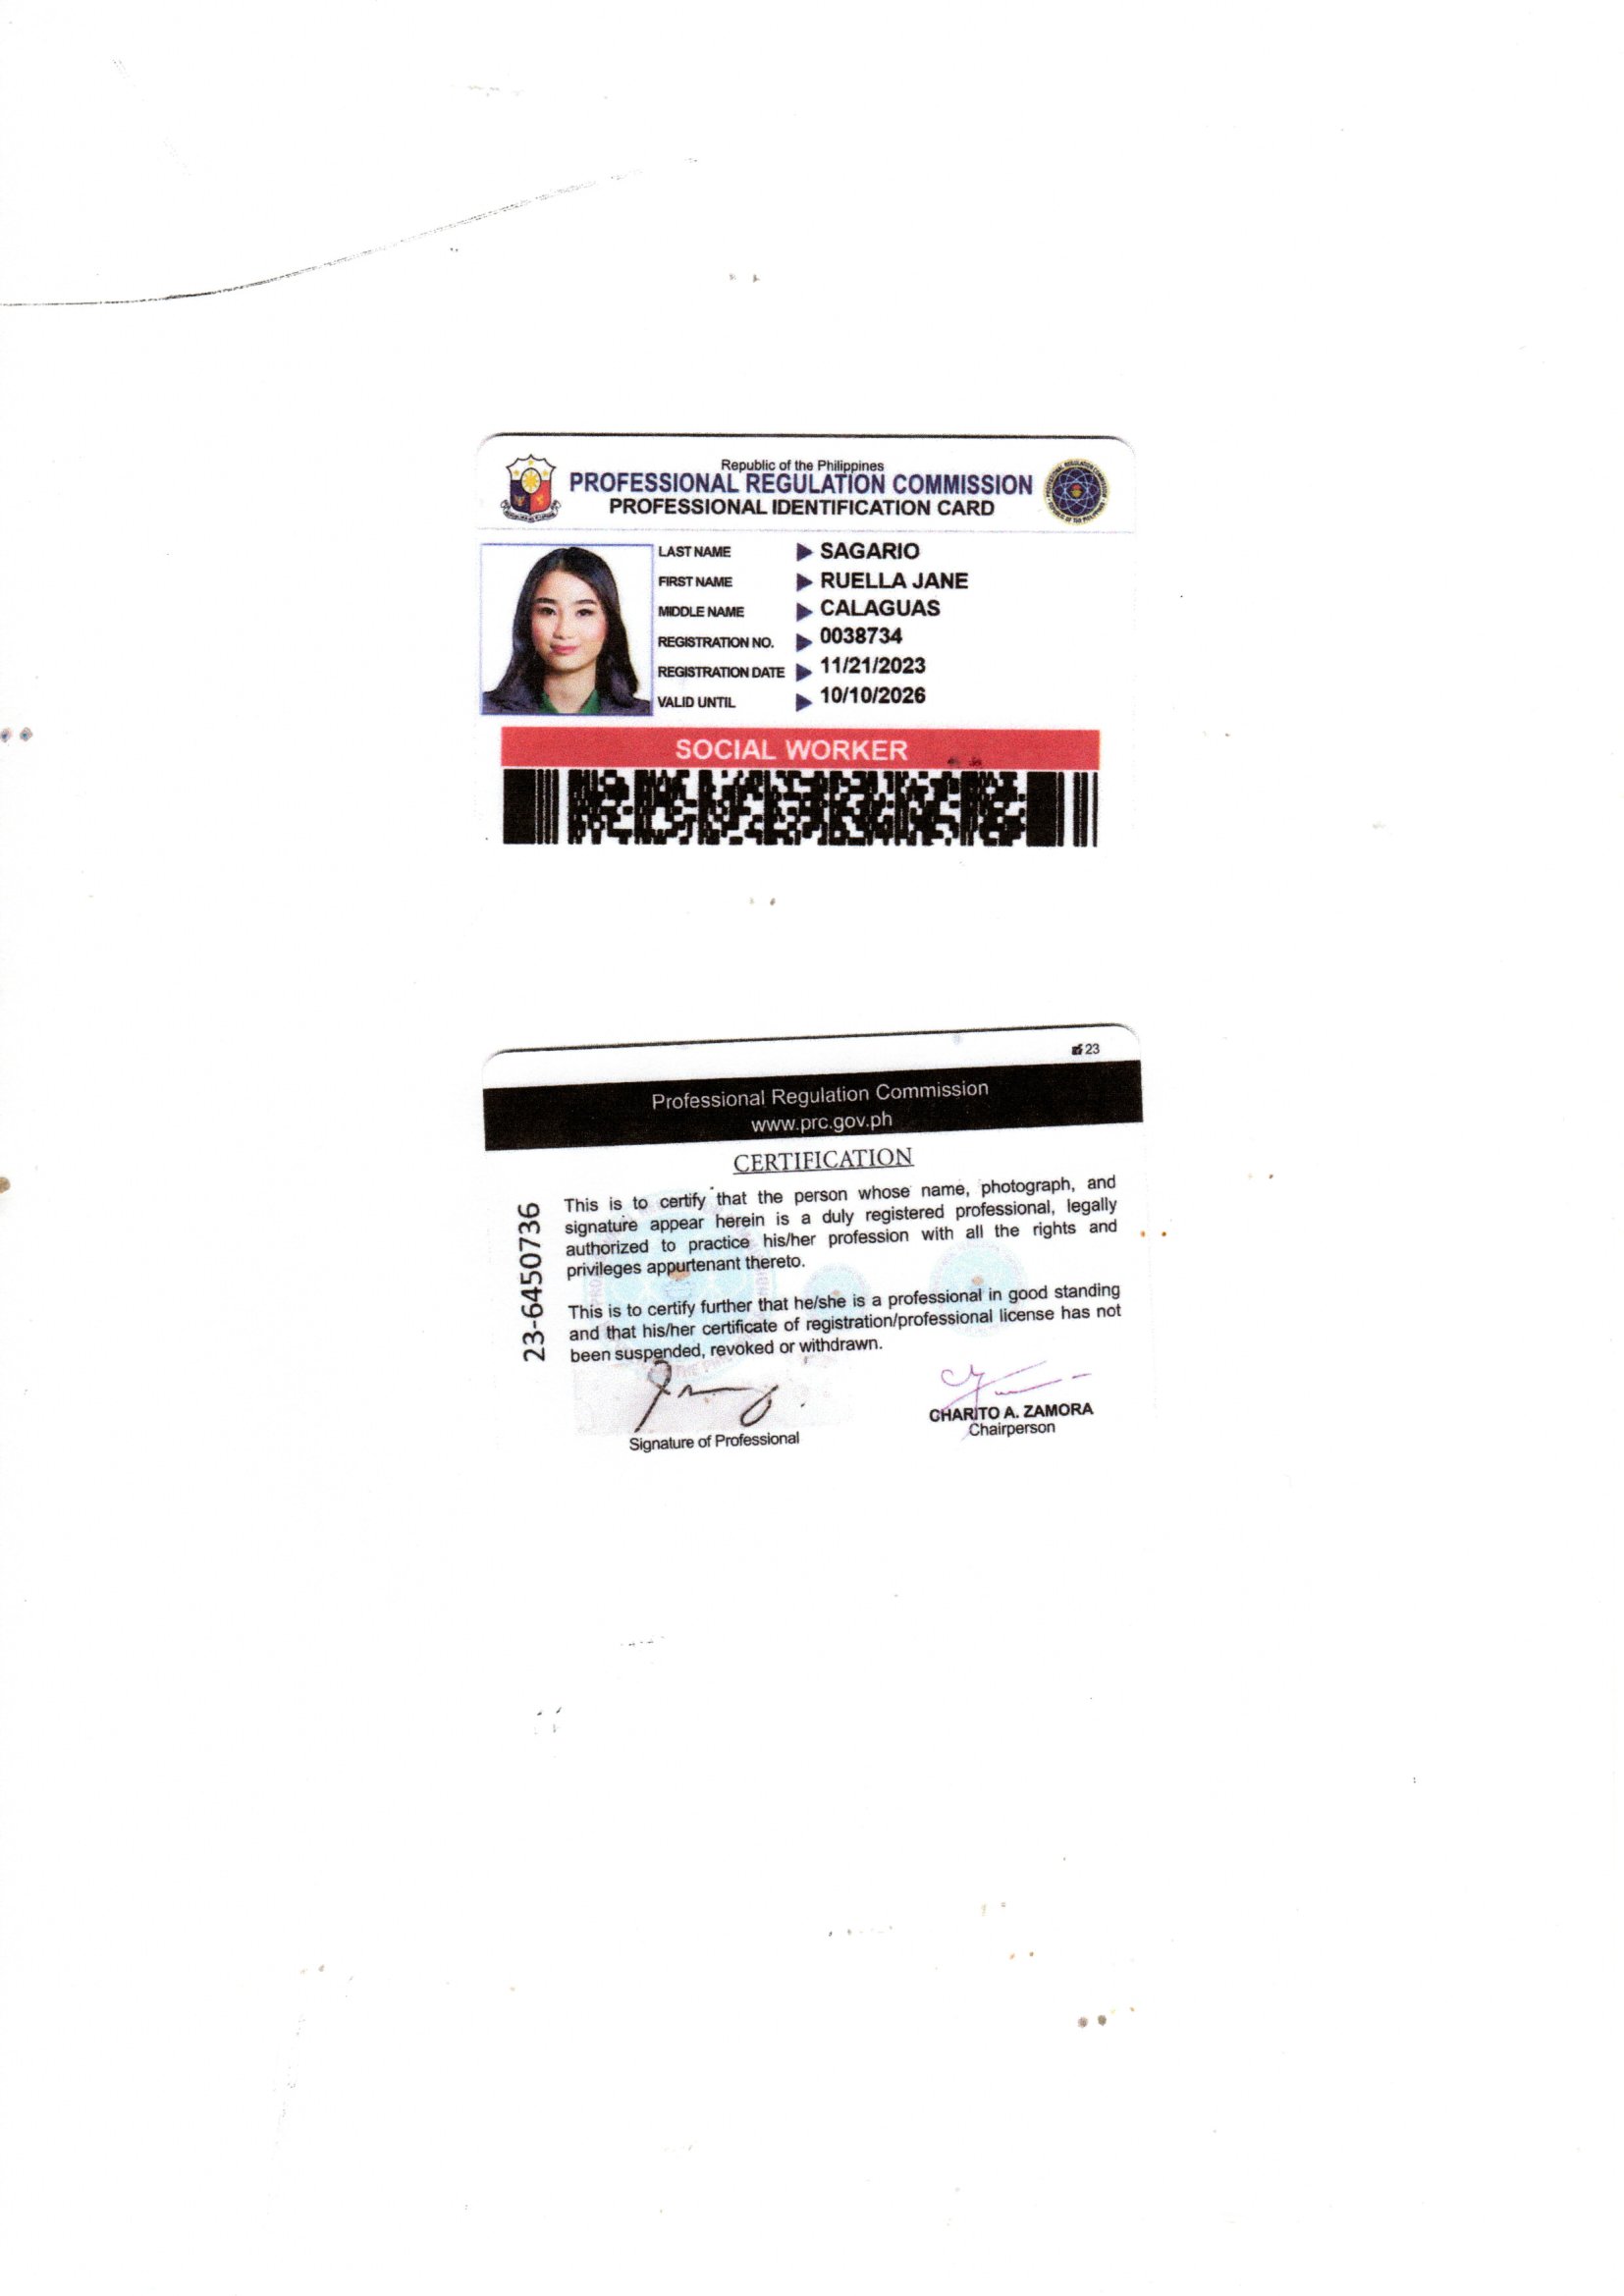 Republic of the Philippines
PROFESSIONAL REGULATION COMMISSION
PROFESSIONAL IDENTIFICATION CARD
LAST NAME SAGARIO
FIRST NAME RUELLA JANE
MIDDLE NAME CALAGUAS
REGISTRATION NO. 0038734
REGISTRATION DATE 11/21/2023
VALID UNTIL 10/10/2026
SOCIAL WORKER
23
Professional Regulation Commission
www.prc.gov.ph
CERTIFICATION
This is to certify that the person whose name, photograph, and
signature appear herein is a duly registered professional, legally
authorized to practice his/her profession with all the rights and
privileges appurtenant thereto.
This is to certify further that he/she is a professional in good standing
and that his/her certificate of registration/professional license has not
been suspended, revoked or withdrawn.
23-6450736
Signature of Professional
CHARITO A. ZAMORA
Chairperson